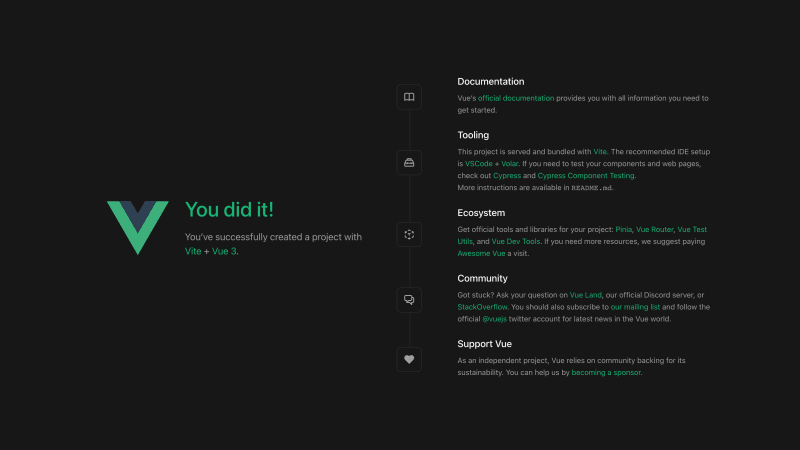 You did it!
You've successfully created a project with
Vite + Vue 3.
Documentation
Vue's official documentation provides you with all information you need to
get started.
Tooling
This project is served and bundled with Vite. The recommended IDE setup
is VSCode + Volar. If you need to test your components and web pages,
check out Cypress and Cypress Component Testing.
More instructions are available in README.md.
Ecosystem
Get official tools and libraries for your project: Pinia, Vue Router, Vue Test
Utils, and Vue Dev Tools. If you need more resources, we suggest paying
Awesome Vue a visit.
Community
Got stuck? Ask your question on Vue Land, our official Discord server, or
StackOverflow. You should also subscribe to our mailing list and follow the
official @vuejs twitter account for latest news in the Vue world.
Support Vue
As an independent project, Vue relies on community backing for its
sustainability. You can help us by becoming a sponsor.